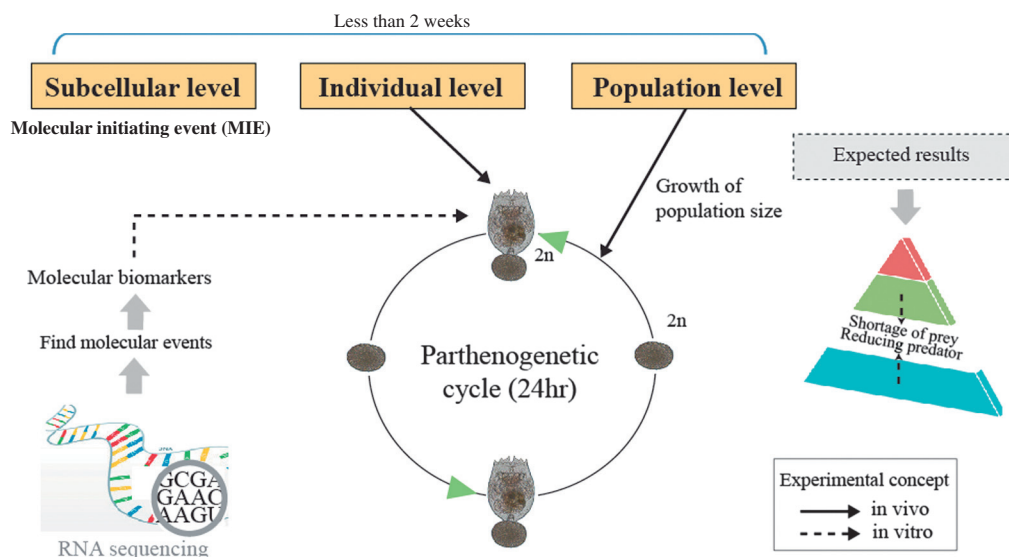 Less than 2 weeks
Subcellular level
Individual level
Population level
Molecular initiating event (MIE)
Expected results
Growth of
population size
2n
Molecular biomarkers
2n
Find molecular events
Shortage of prey
Reducing predator
Parthenogenetic
cycle (24hr)
GCGA
GAAC
AAGU
RNA sequencing
Experimental concept
in vivo
in vitro